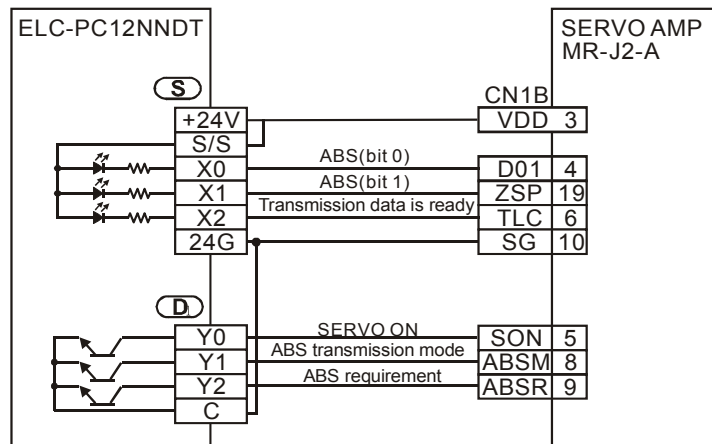 ELC-PC12NNDT
SERVO AMP
MR-J2-A
S
CN1B
+24V
VDD 3
S/S
X0 ABS(bit 0) D01 4
X1 ABS(bit 1) ZSP 19
X2 Transmission data is ready TLC 6
24G SG 10
D
Y0 SERVO ON SON 5
Y1 ABS transmission mode ABSM 8
Y2 ABS requirement ABSR 9
C